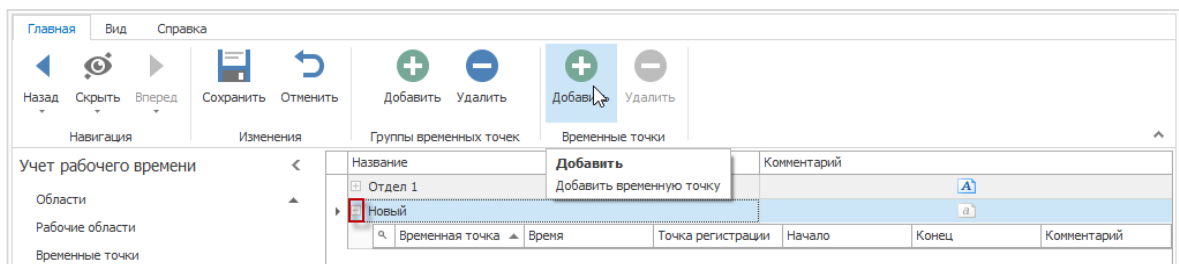 Главная Вид Справка
Назад Скрыть Вперед Сохранить Отменить Добавить Удалить Добавить Удалить
Навигация Изменения Группы временных точек Временные точки
Учет рабочего времени
Области
Рабочие области
Временные точки
Название Комментарий
Добавить
Добавить временную точку
Отдел 1 A
Новый a
Временная точка Время Точка регистрации Начало Конец Комментарий